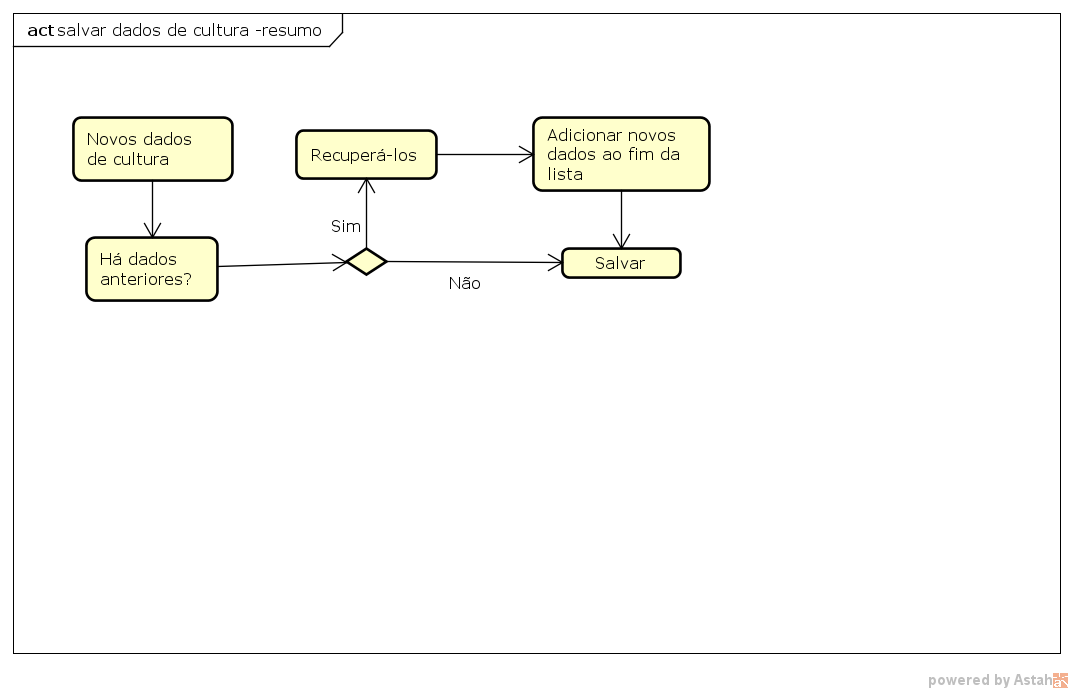 act salvar dados de cultura -resumo
Novos dados
de cultura
Recuperá-los
Adicionar novos
dados ao fim da
lista
Sim
Há dados
anteriores?
Salvar
Não
powered by Astah